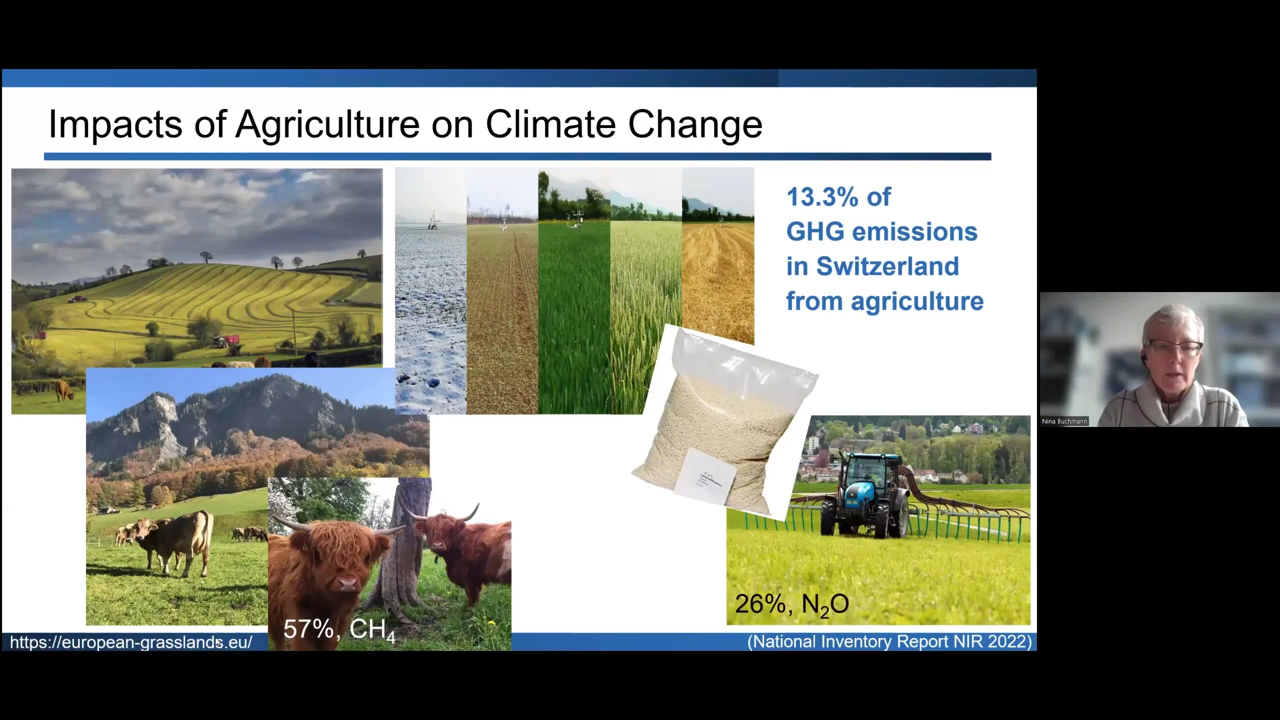 Impacts of Agriculture on Climate Change
13.3% of
GHG emissions
in Switzerland
from agriculture
57%, CH₄
26%, N₂O
https://european-grasslands.eu/
(National Inventory Report NIR 2022)
Nina Buchmann